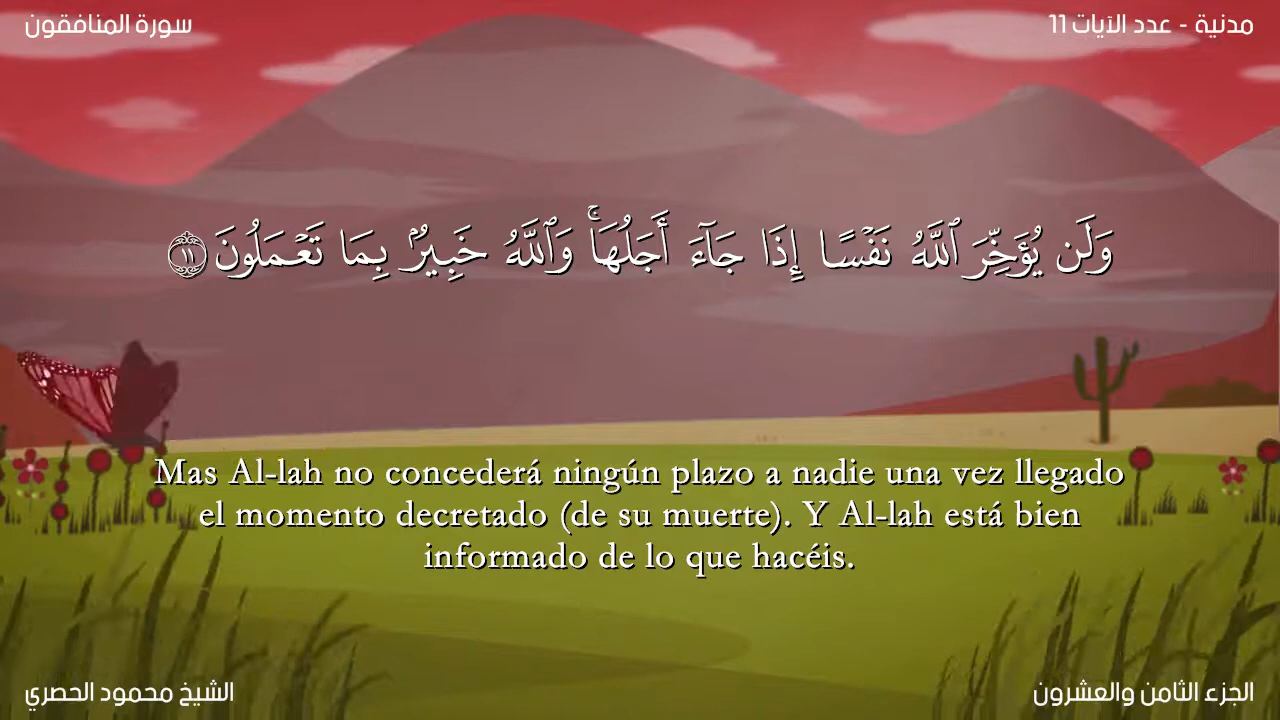 سورة المنافقون
مدنية - عدد الآيات 11
وَلَن يُؤَخِّرَ ٱللَّهُ نَفْسًا إِذَا جَآءَ أَجَلُهَاۚ وَٱللَّهُ خَبِيرُۢ بِمَا تَعۡمَلُونَ ١١
Mas Al-lah no concederá ningún plazo a nadie una vez llegado
el momento decretado (de su muerte). Y Al-lah está bien
informado de lo que hacéis.
الشيخ محمود الحصري
الجزء الثامن والعشرون